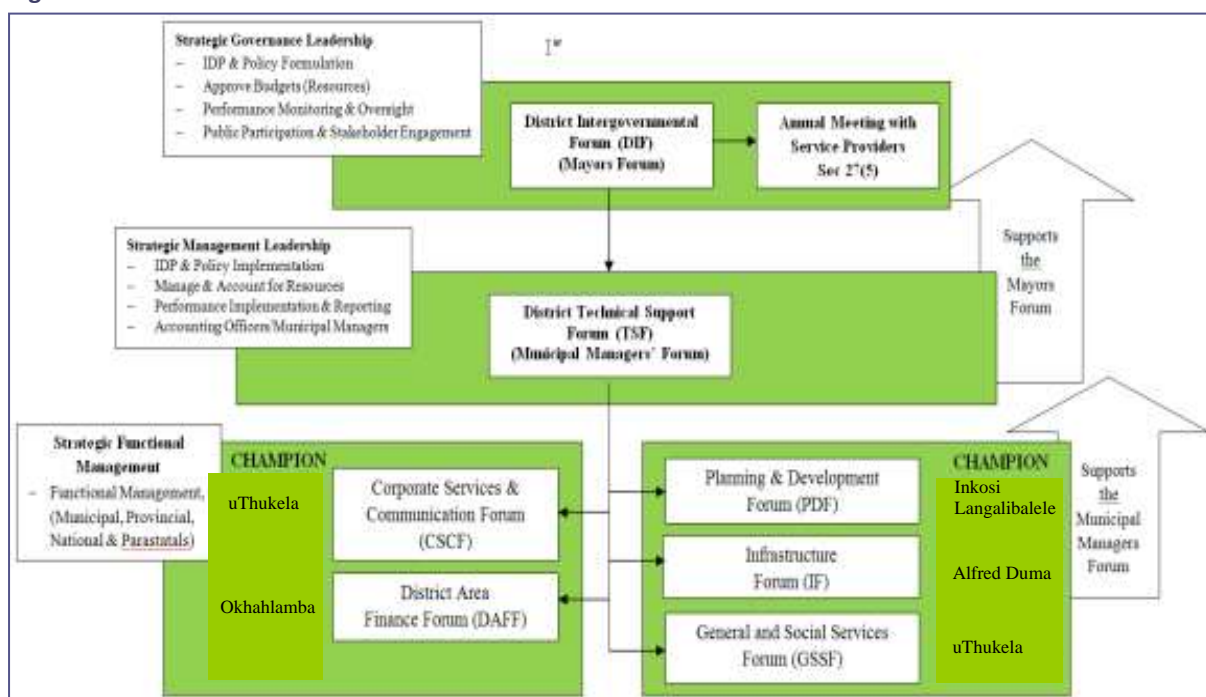 Strategic Governance Leadership
– IDP & Policy Formulation
– Approve Budgets (Resources)
– Performance Monitoring & Oversight
– Public Participation & Stakeholder Engagement
District Intergovernmental
Forum (DIF)
(Mayors Forum)
Annual Meeting with
Service Providers
Sec 27(5)
Strategic Management Leadership
– IDP & Policy Implementation
– Manage & Account for Resources
– Performance Implementation & Reporting
– Accounting Officers/Municipal Managers
District Technical Support
Forum (TSF)
(Municipal Managers' Forum)
Supports
the
Mayors
Forum
Strategic Functional
Management
– Functional Management,
(Municipal, Provincial,
National & Parastatals)
CHAMPION
uThukela
Corporate Services &
Communication Forum
(CSCF)
Okhahlamba
District Area
Finance Forum (DAFF)
Planning & Development
Forum (PDF)
CHAMPION
Inkosi
Langalibalele
Infrastructure
Forum (IF)
Alfred Duma
General and Social Services
Forum (GSSF)
uThukela
Supports
the
Municipal
Managers
Forum